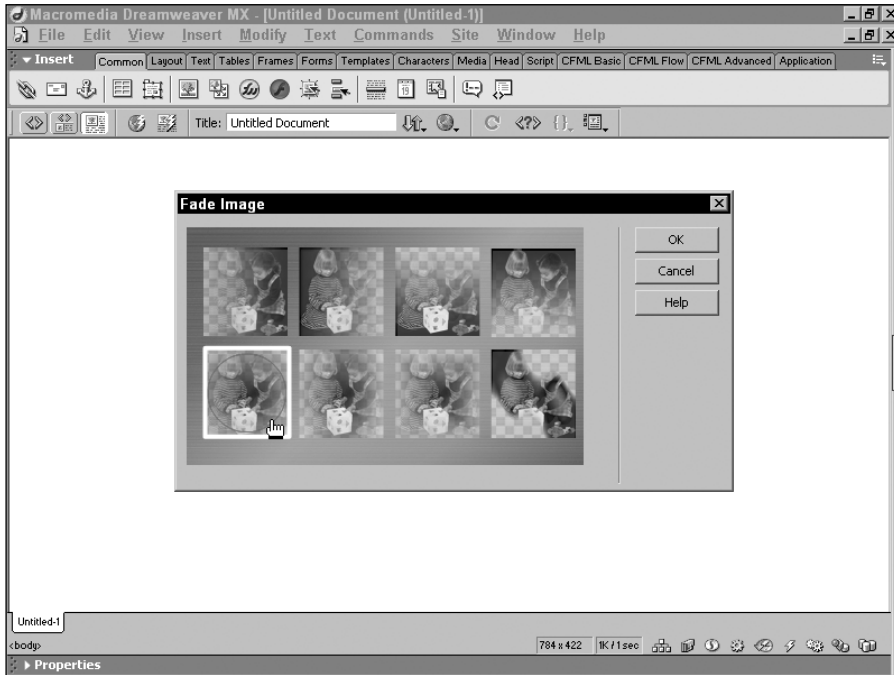 Macromedia Dreamweaver MX - [Untitled Document (Untitled-1)]
File Edit View Insert Modify Text Commands Site Window Help
Insert Common Layout Text Tables Frames Forms Templates Characters Media Head Script CFML Basic CFML Flow CFML Advanced Application
19
Title: Untitled Document
Fade Image
OK
Cancel
Help
Untitled-1
<body> 784 x 422 1K / 1 sec
Properties